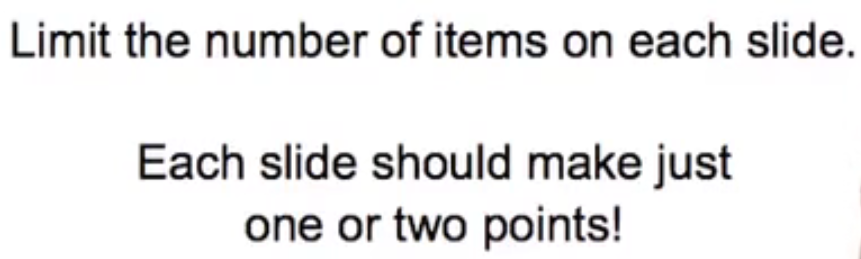 Limit the number of items on each slide.
Each slide should make just
one or two points!